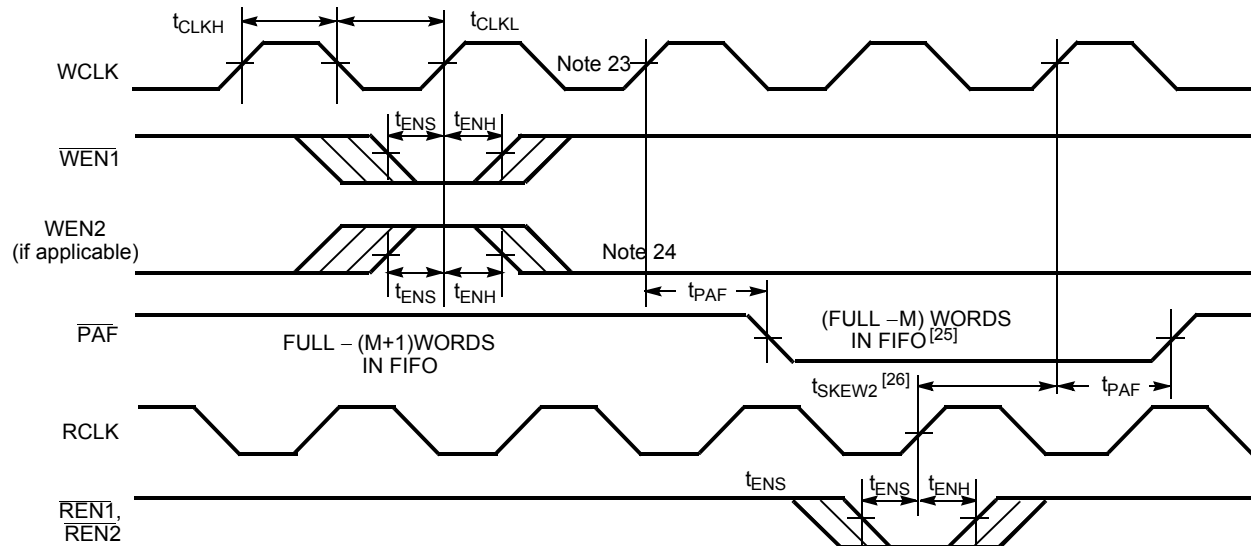 tCLKH
tCLKL
WCLK
Note 23
tENS
tENH
WEN1
WEN2
(if applicable)
Note 24
tENS
tENH
tPAF
PAF
FULL – (M+1)WORDS
IN FIFO
(FULL –M) WORDS
IN FIFO[25]
tSKEW2 [26]
tPAF
RCLK
tENS
tENS
tENH
REN1,
REN2